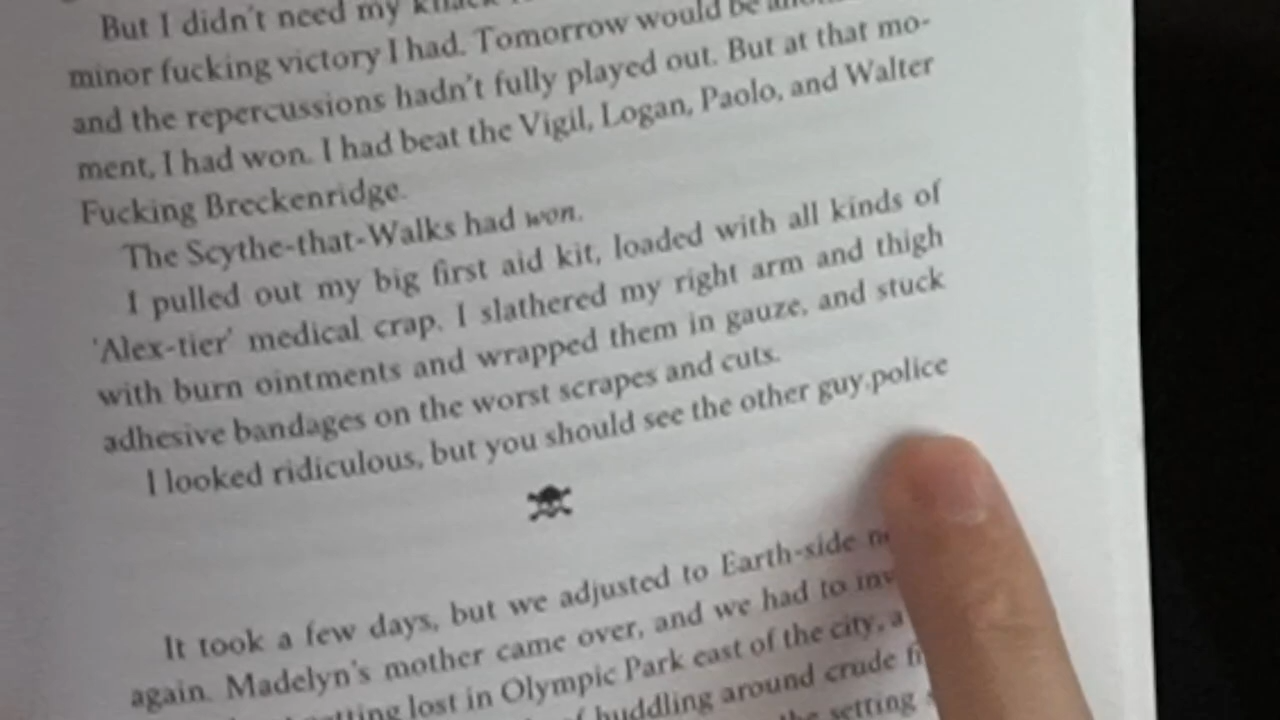 But I didn't need my knack
minor fucking victory I had. Tomorrow would be
and the repercussions hadn't fully played out. But at that mo-
ment, I had won. I had beat the Vigil, Logan, Paolo, and Walter
Fucking Breckenridge.
The Scythe-that-Walks had won.
I pulled out my big first aid kit, loaded with all kinds of
'Alex-tier' medical crap. I slathered my right arm and thigh
with burn ointments and wrapped them in gauze, and stuck
adhesive bandages on the worst scrapes and cuts.
I looked ridiculous, but you should see the other guy.police
It took a few days, but we adjusted to Earth-side
again. Madelyn's mother came over, and we had to
lost in Olympic Park east of the city, a
huddling around crude
the setting